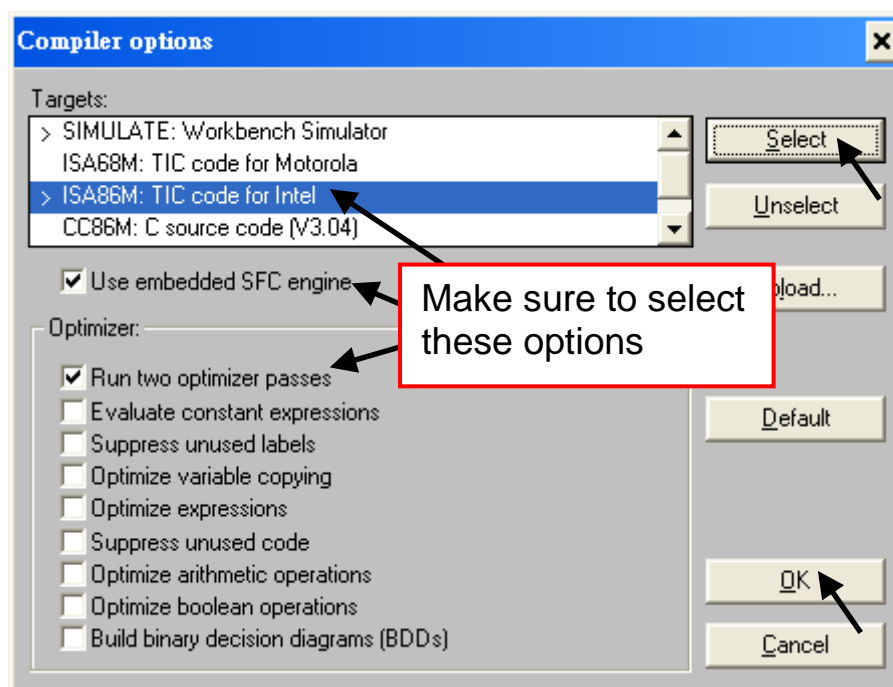 Compiler options
Targets:
> SIMULATE: Workbench Simulator
ISA68M: TIC code for Motorola
> ISA86M: TIC code for Intel
CC86M: C source code (V3.04)
Select
Unselect
Use embedded SFC engine
Make sure to select
these options
load...
Optimizer:
Run two optimizer passes
Evaluate constant expressions
Suppress unused labels
Optimize variable copying
Optimize expressions
Suppress unused code
Optimize arithmetic operations
Optimize boolean operations
Build binary decision diagrams (BDDs)
Default
OK
Cancel